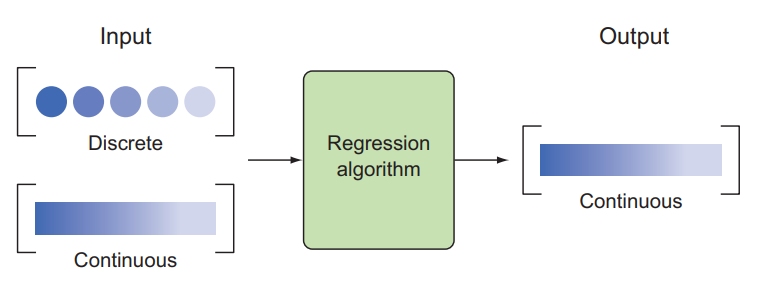 Input
Output
Discrete
Regression
algorithm
Continuous
Continuous